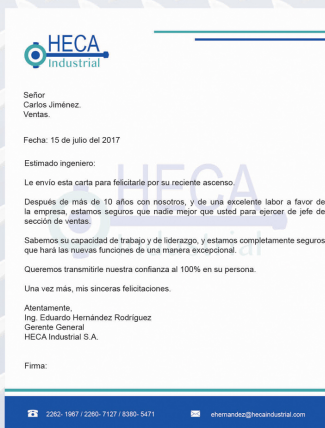 HECA
Industrial
Señor
Carlos Jiménez.
Ventas.
Fecha: 15 de julio del 2017
Estimado ingeniero:
Le envío esta carta para felicitarle por su reciente ascenso.
Después de más de 10 años con nosotros, y de una excelente labor a favor de
la empresa, estamos seguros que nadie mejor que usted para ejercer de jefe de
sección de ventas.
Sabemos su capacidad de trabajo y de liderazgo, y estamos completamente seguros
que hará las nuevas funciones de una manera excepcional.
Queremos transmitirle nuestra confianza al 100% en su persona.
Una vez más, mis sinceras felicitaciones.
Atentamente,
Ing. Eduardo Hernández Rodríguez
Gerente General
HECA Industrial S.A.
Firma:
2262- 1967 / 2260- 7127 / 8380- 5471
ehernandez@hecaindustrial.com